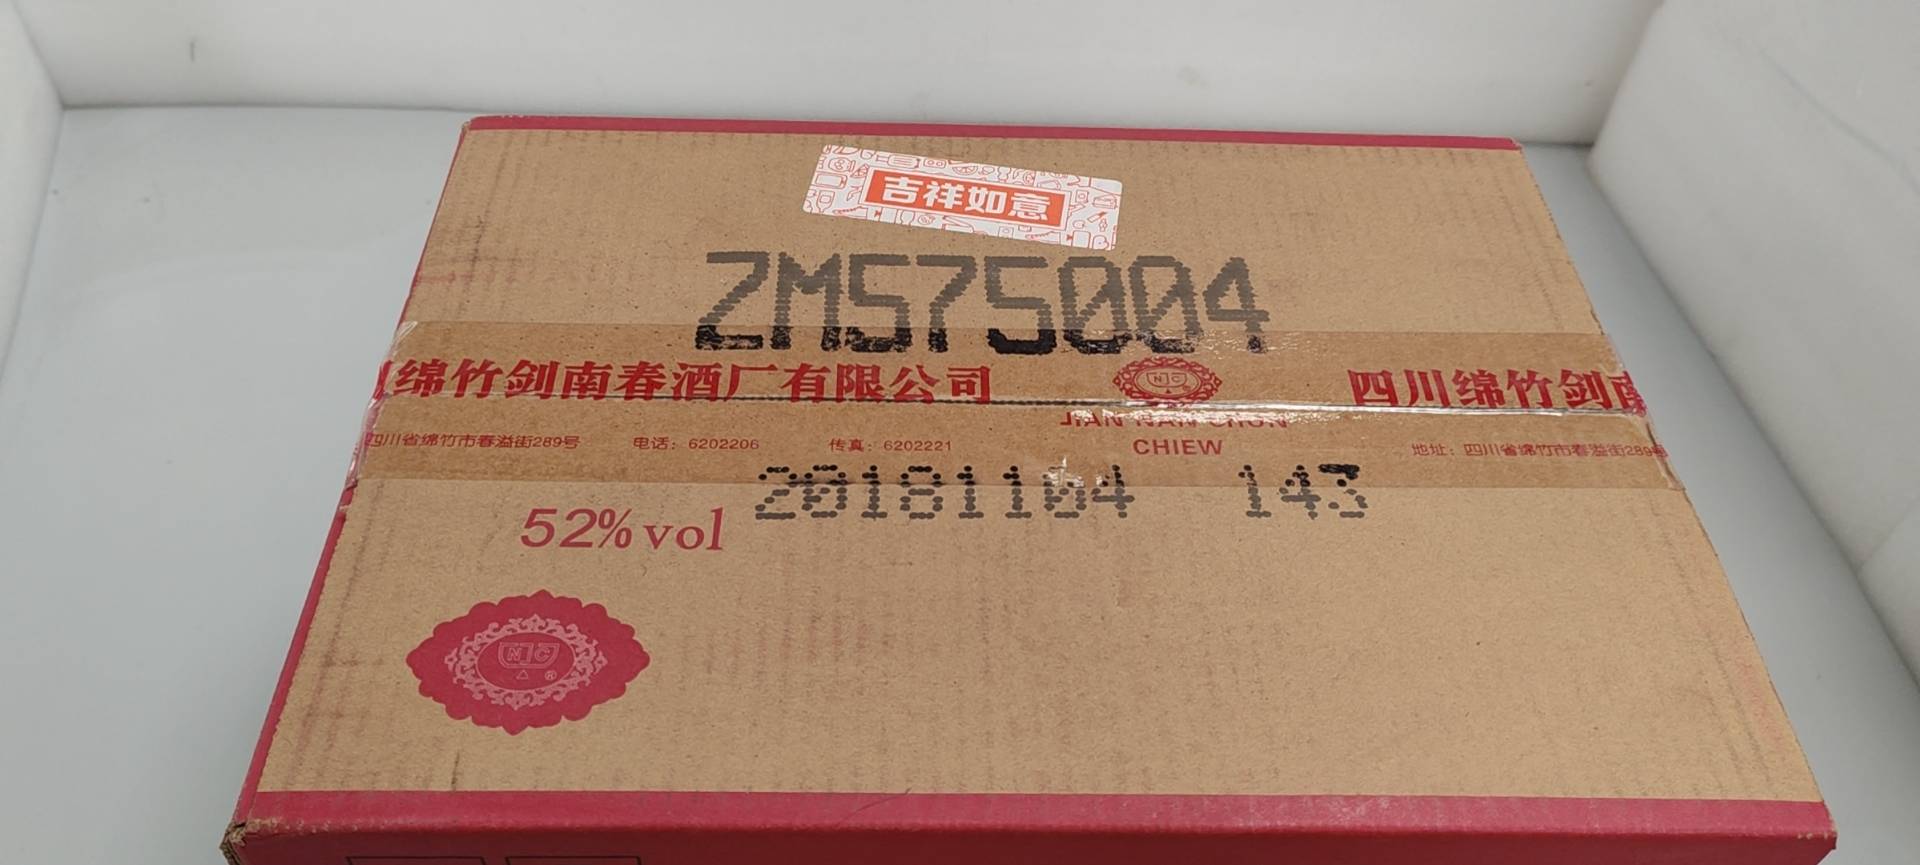 吉祥如意
ZMS75004
绵竹剑南春酒厂有限公司
NC
®
四川绵竹剑南
JIAN NAN CHUN
CHIEW
四川省绵竹市春溢街289号 电话：6202206 传真：6202221
地址：四川省绵竹市春溢街289号
20181104 143
52%vol
NC
®